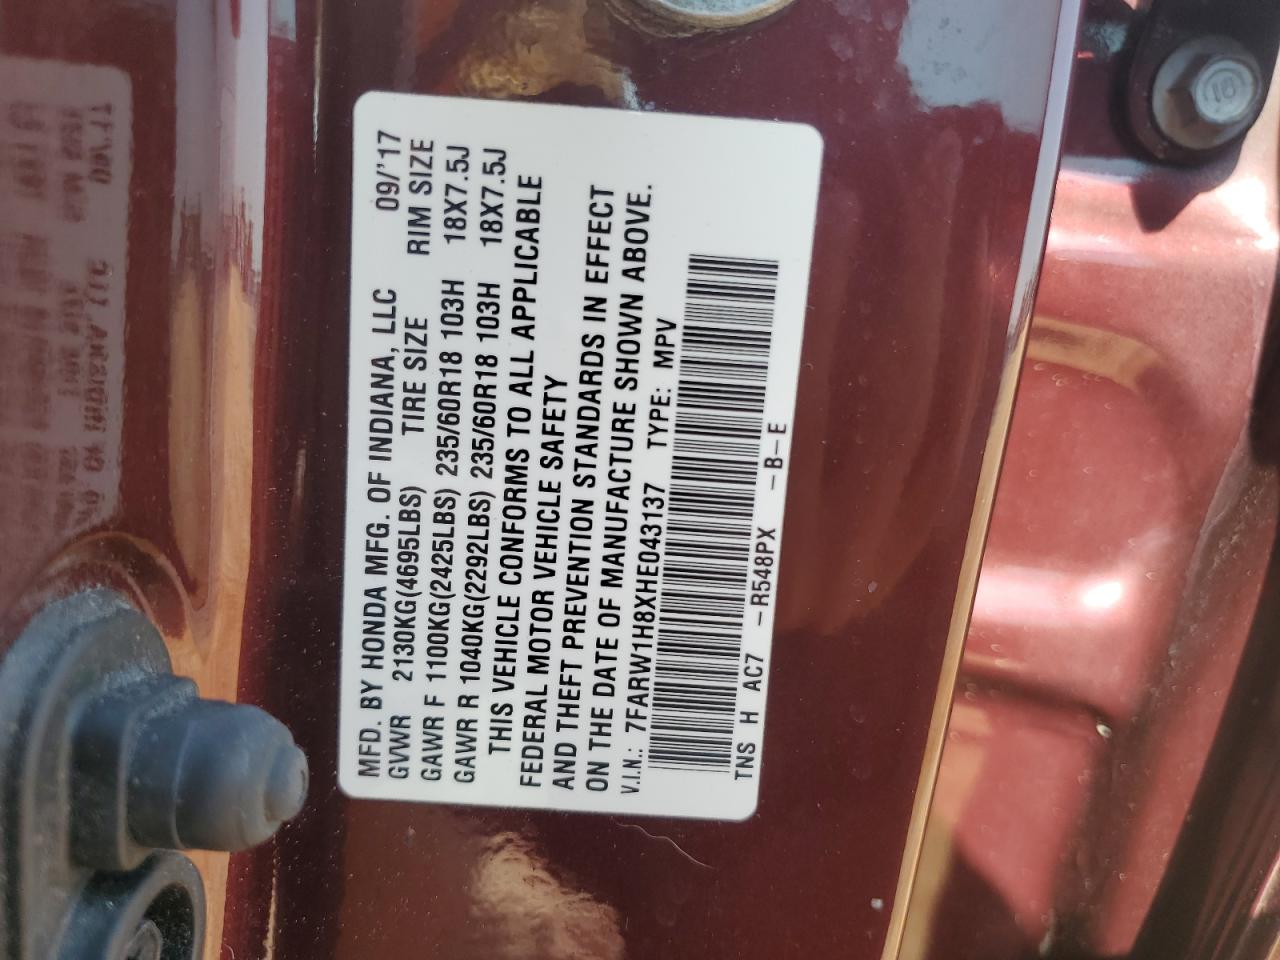 MFD. BY HONDA MFG. OF INDIANA, LLC 09/'17
GVWR 2130KG(4695LBS) TIRE SIZE RIM SIZE
GAWR F 1100KG(2425LBS) 235/60R18 103H 18X7.5J
GAWR R 1040KG(2292LBS) 235/60R18 103H 18X7.5J
THIS VEHICLE CONFORMS TO ALL APPLICABLE
FEDERAL MOTOR VEHICLE SAFETY
AND THEFT PREVENTION STANDARDS IN EFFECT
ON THE DATE OF MANUFACTURE SHOWN ABOVE.
V.I.N.: 7FARW1H8XHE043137 TYPE: MPV
TNS H AC7 -R548PX -B-E
10